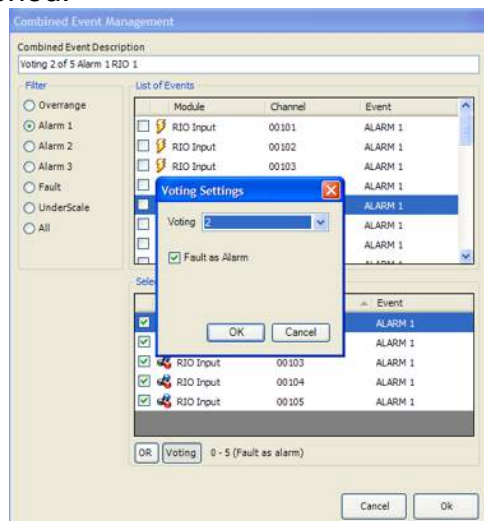 Combined Event Management
Combined Event Description
Voting 2 of 5 Alarm 1 RIO 1
Filter
Overrange
Alarm 1
Alarm 2
Alarm 3
Fault
UnderScale
All
List of Events
Module Channel Event
RIO Input 00101 ALARM 1
RIO Input 00102 ALARM 1
RIO Input 00103 ALARM 1
ALARM 1
ALARM 1
ALARM 1
ALARM 1
Voting Settings
Voting 2
Fault as Alarm
OK Cancel
Event
ALARM 1
ALARM 1
RIO Input 00103 ALARM 1
RIO Input 00104 ALARM 1
RIO Input 00105 ALARM 1
OR Voting 0 - 5 (Fault as alarm)
Cancel Ok